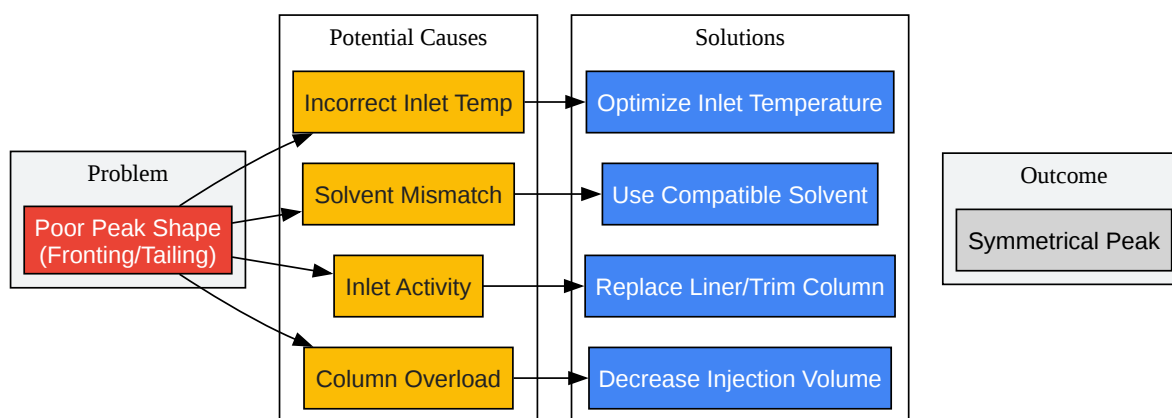 Problem
Poor Peak Shape
(Fronting/Tailing)
Potential Causes
Incorrect Inlet Temp
Solvent Mismatch
Inlet Activity
Column Overload
Solutions
Optimize Inlet Temperature
Use Compatible Solvent
Replace Liner/Trim Column
Decrease Injection Volume
Outcome
Symmetrical Peak